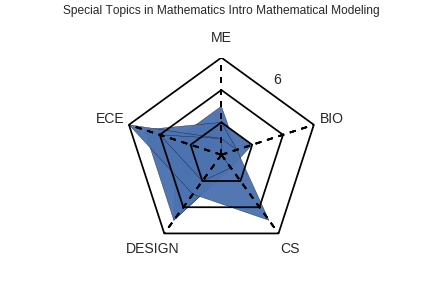 Special Topics in Mathematics Intro Mathematical Modeling
ME
6
ECE
BIO
DESIGN
CS